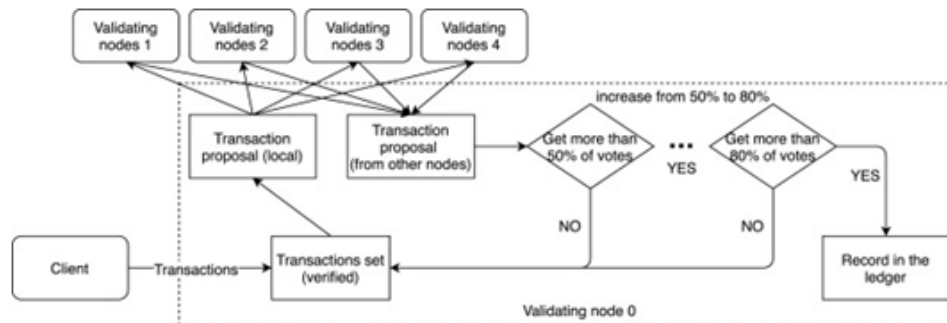 Validating
nodes 1
Validating
nodes 2
Validating
nodes 3
Validating
nodes 4
increase from 50% to 80%
Transaction
proposal (local)
Transaction
proposal
(from other nodes)
Get more than
50% of votes
•••
YES
Get more than
80% of votes
YES
NO
NO
Client
Transactions
Transactions set
(verified)
Record in the
ledger
Validating node 0